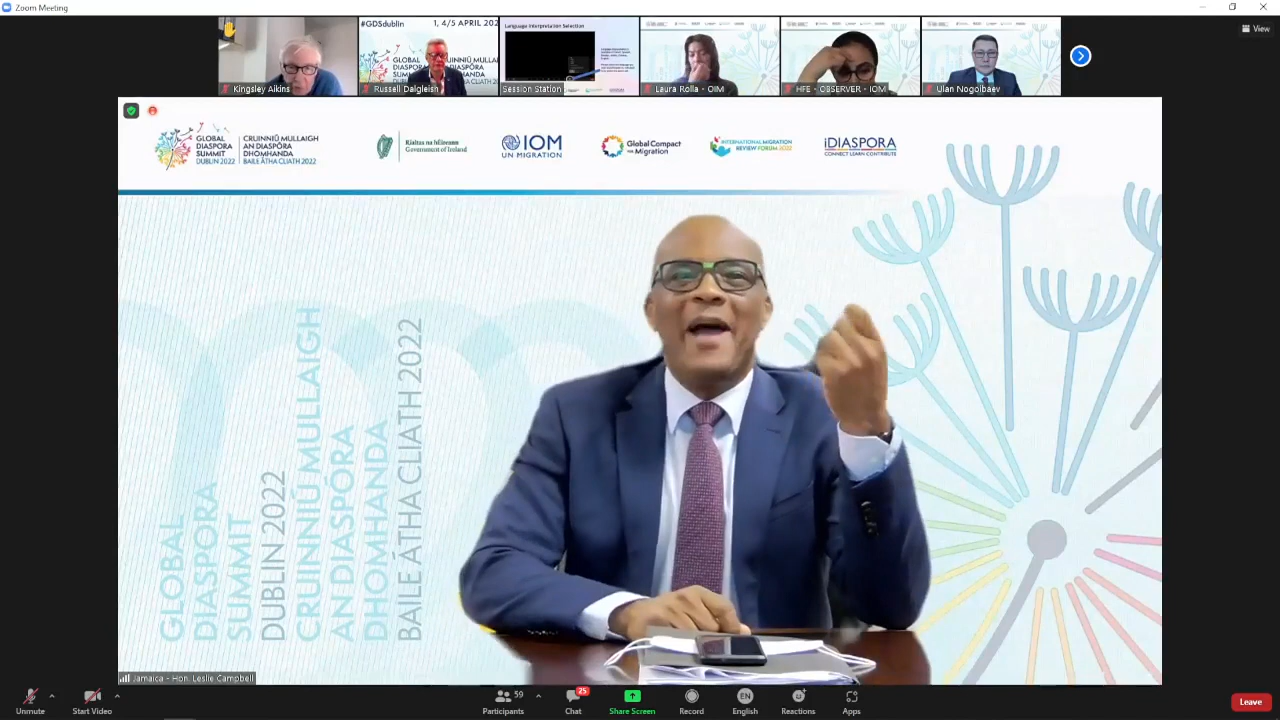 Zoom Meeting
View
#GDSdublin
1, 4/5 APRIL 202
Language Interpretation Selection
Kingsley Aikins
Russell Dalgleish
Session Station
Laura Rolla - OIM
HFE - OBSERVER - IOM
Ulan Nogoibaev
GLOBAL
DIASPORA
SUMMIT
DUBLIN 2022
CRUINNIÚ MULLAIGH
AN DIASPÓRA
DHOMHANDA
BAILE ÁTHA CLIATH 2022
Rialtas na hÉireann
Government of Ireland
IOM
UN MIGRATION
Global Compact
for Migration
INTERNATIONAL MIGRATION
REVIEW FORUM 2022
iDIASPORA
CONNECT LEARN CONTRIBUTE
GLOBAL
DIASPORA
SUMMIT
DUBLIN 2022
CRUINNIÚ MULLAIGH
AN DIASPÓRA
DHOMHANDA
BAILE ÁTHA CLIATH 2022
Jamaica - Hon. Leslie Campbell
Unmute
Start Video
59
Participants
25
Chat
Share Screen
Record
EN
English
Reactions
Apps
Leave